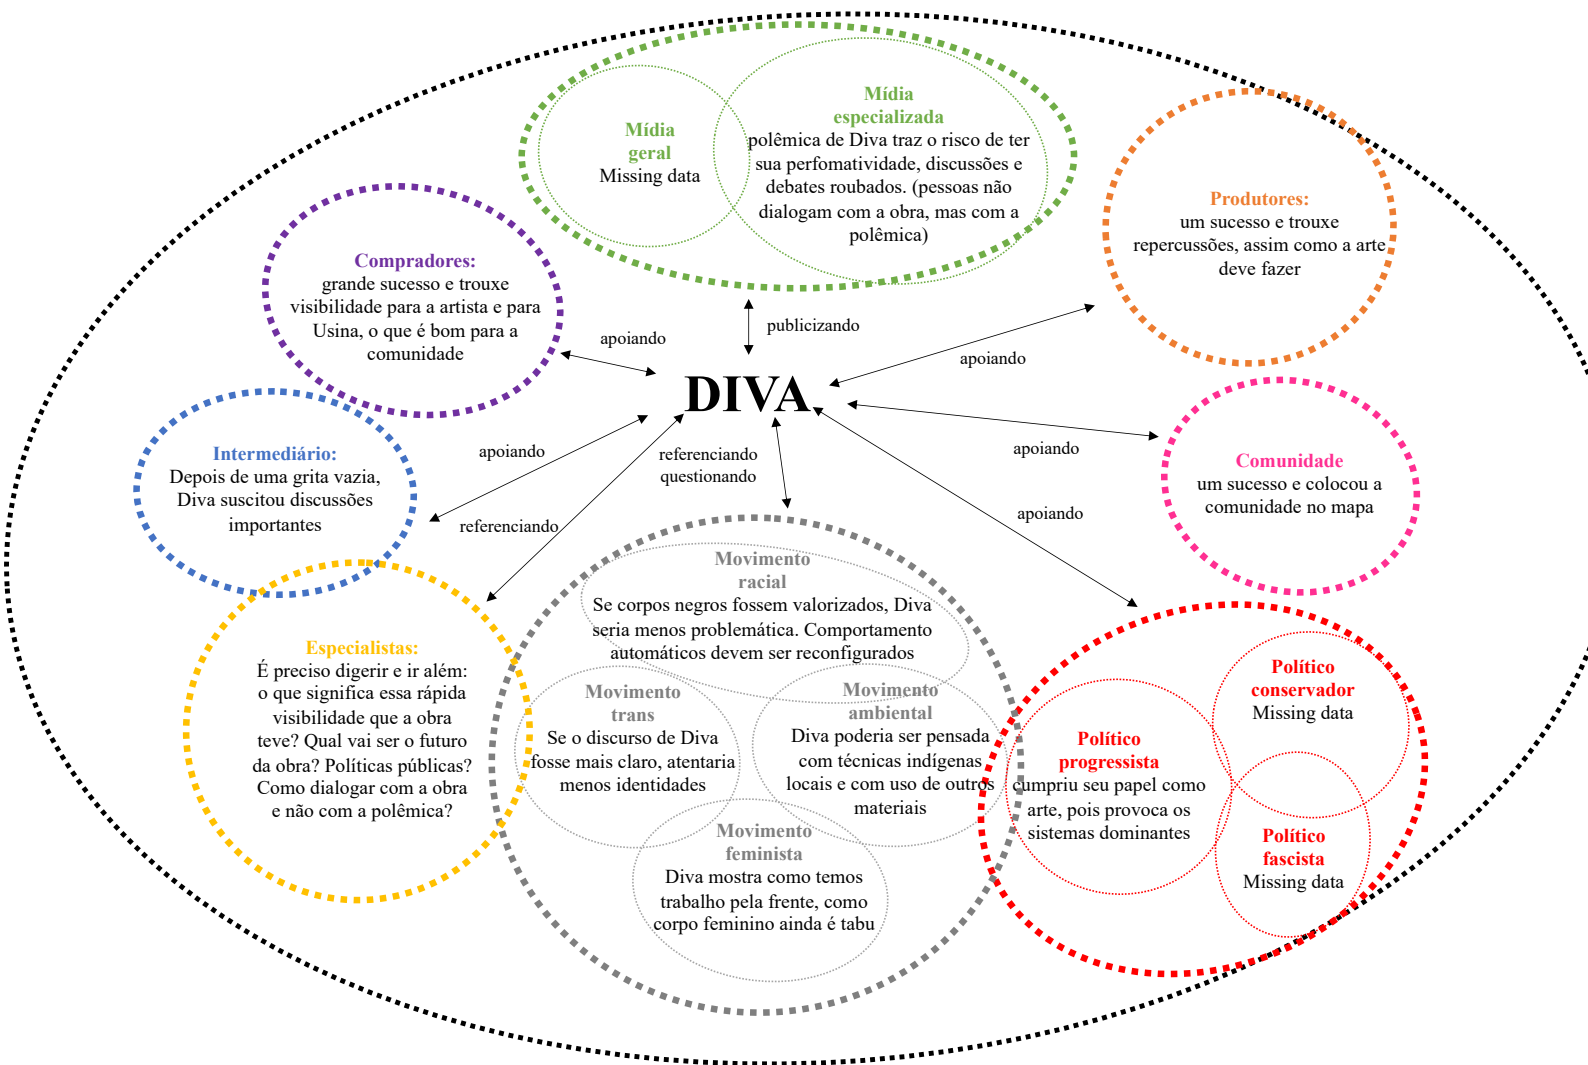 Mídia
geral
Missing data
Mídia
especializada
polêmica de Diva traz o risco de ter
sua perfomatividade, discussões e
debates roubados. (pessoas não
dialogam com a obra, mas com a
polêmica)
Produtores:
um sucesso e trouxe
repercussões, assim como a arte
deve fazer
Compradores:
grande sucesso e trouxe
visibilidade para a artista e para
Usina, o que é bom para a
comunidade
apoiando
publicizando
apoiando
DIVA
Intermediário:
Depois de uma grita vazia,
Diva suscitou discussões
importantes
apoiando
referenciando
questionando
apoiando
Comunidade
um sucesso e colocou a
comunidade no mapa
referenciando
apoiando
Especialistas:
É preciso digerir e ir além:
o que significa essa rápida
visibilidade que a obra
teve? Qual vai ser o futuro
da obra? Políticas públicas?
Como dialogar com a obra
e não com a polêmica?
Movimento
racial
Se corpos negros fossem valorizados, Diva
seria menos problemática. Comportamento
automáticos devem ser reconfigurados
Movimento
trans
Se o discurso de Diva
fosse mais claro, atentaria
menos identidades
Movimento
ambiental
Diva poderia ser pensada
com técnicas indígenas
locais e com uso de outros
materiais
Movimento
feminista
Diva mostra como temos
trabalho pela frente, como
corpo feminino ainda é tabu
Político
progressista
cumpriu seu papel como
arte, pois provoca os
sistemas dominantes
Político
conservador
Missing data
Político
fascista
Missing data